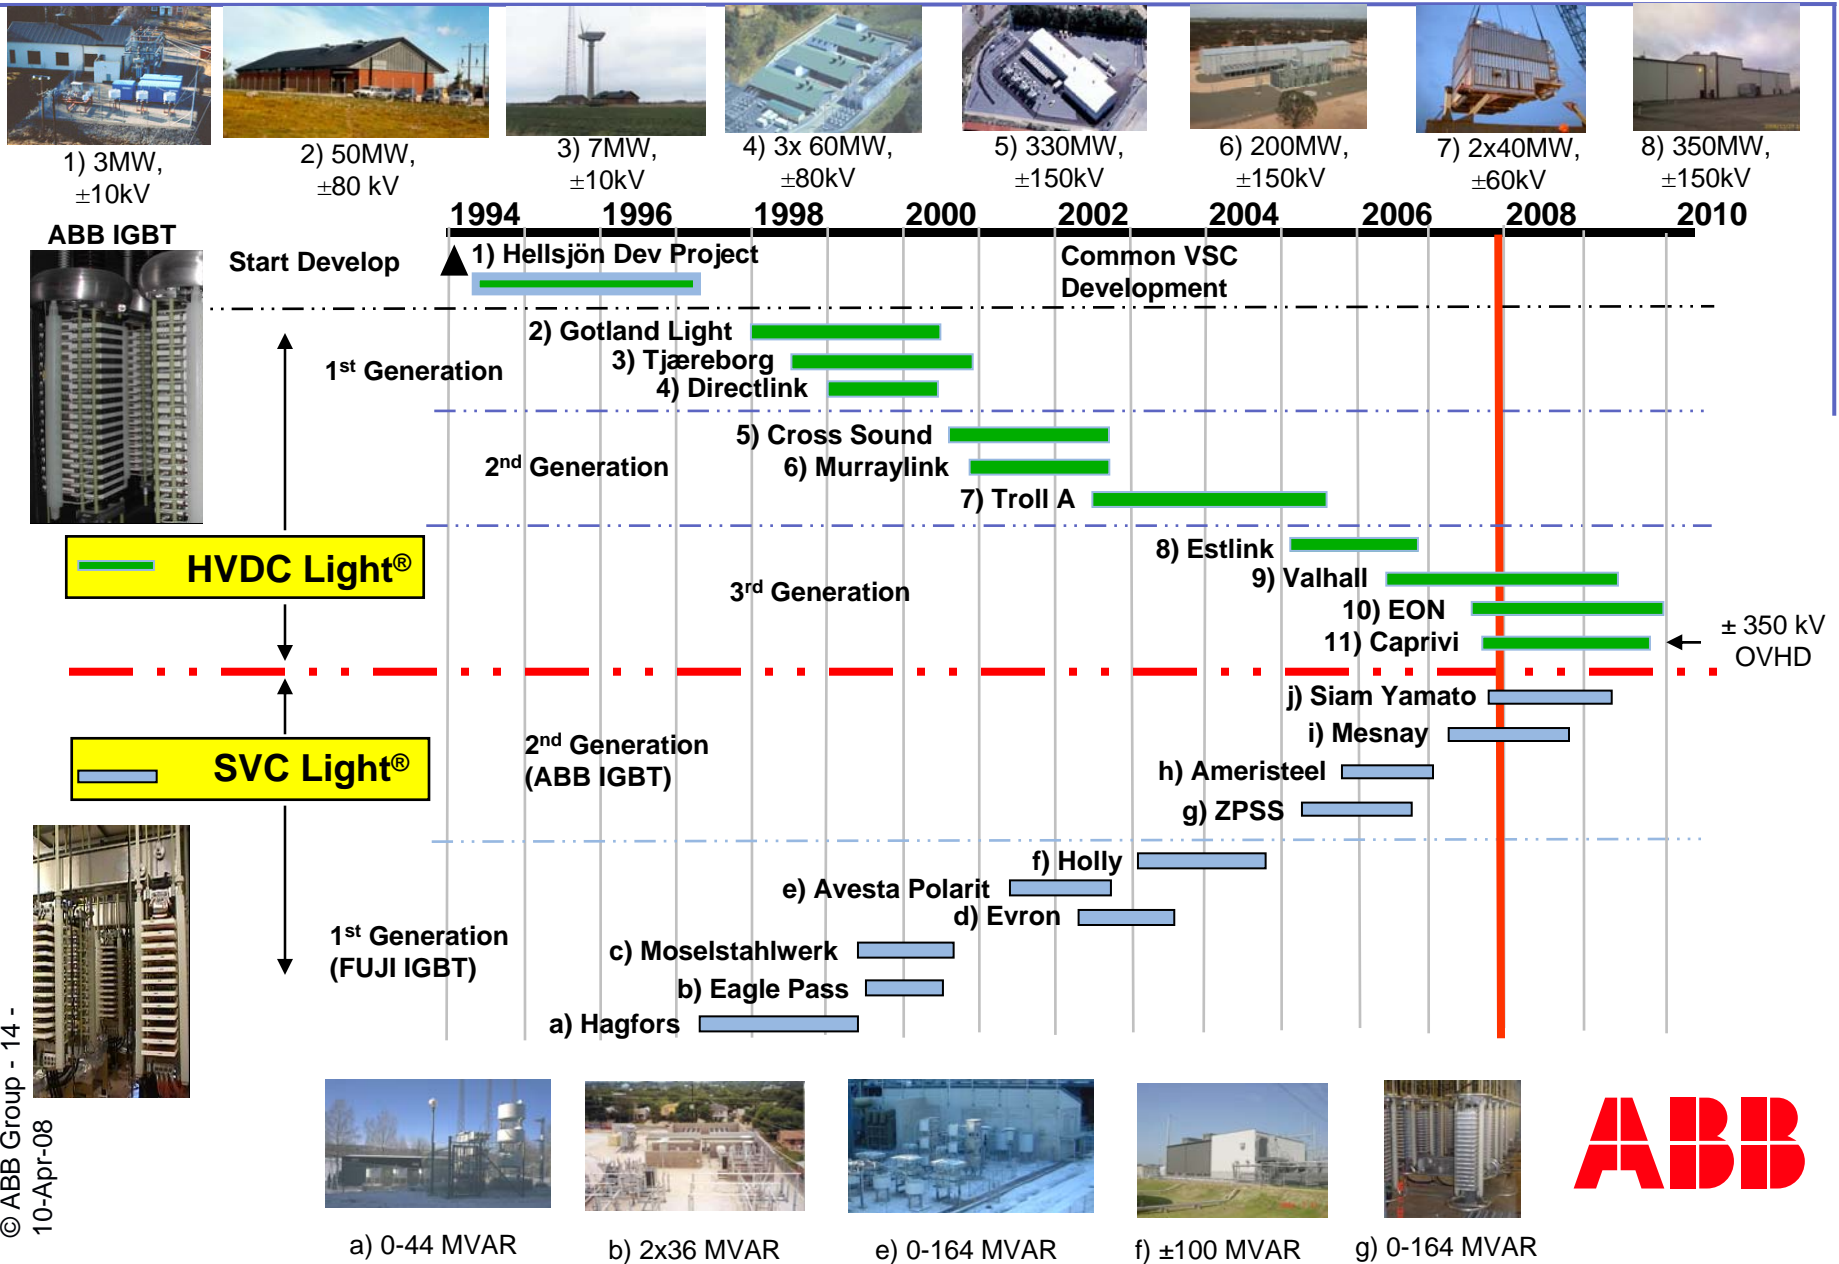 1) 3MW,
±10kV
2) 50MW,
±80 kV
3) 7MW,
±10kV
4) 3x 60MW,
±80kV
5) 330MW,
±150kV
6) 200MW,
±150kV
7) 2x40MW,
±60kV
8) 350MW,
±150kV
1994 1996 1998 2000 2002 2004 2006 2008 2010
ABB IGBT
Start Develop
1) Hellsjön Dev Project
Common VSC
Development
2) Gotland Light
3) Tjæreborg
1st Generation
4) Directlink
5) Cross Sound
2nd Generation
6) Murraylink
7) Troll A
8) Estlink
HVDC Light®
9) Valhall
3rd Generation
10) EON
11) Caprivi
± 350 kV
OVHD
j) Siam Yamato
i) Mesnay
2nd Generation
(ABB IGBT)
SVC Light®
h) Ameristeel
g) ZPSS
f) Holly
e) Avesta Polarit
d) Evron
1st Generation
(FUJI IGBT)
c) Moselstahlwerk
b) Eagle Pass
a) Hagfors
© ABB Group - 14 -
10-Apr-08
a) 0-44 MVAR
b) 2x36 MVAR
e) 0-164 MVAR
f) ±100 MVAR
g) 0-164 MVAR
ABB